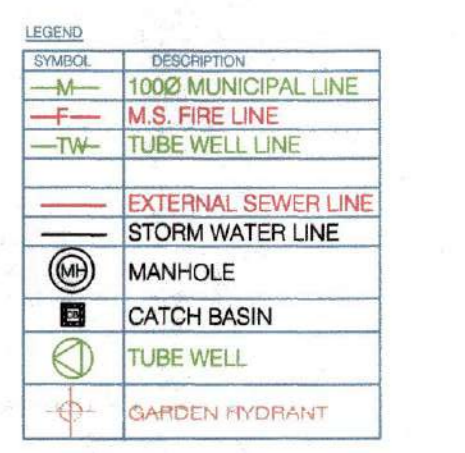 LEGEND
SYMBOL DESCRIPTION
M 100Ø MUNICIPAL LINE
F M.S. FIRE LINE
TW TUBE WELL LINE
EXTERNAL SEWER LINE
STORM WATER LINE
MH MANHOLE
CB CATCH BASIN
TUBE WELL
GARDEN HYDRANT